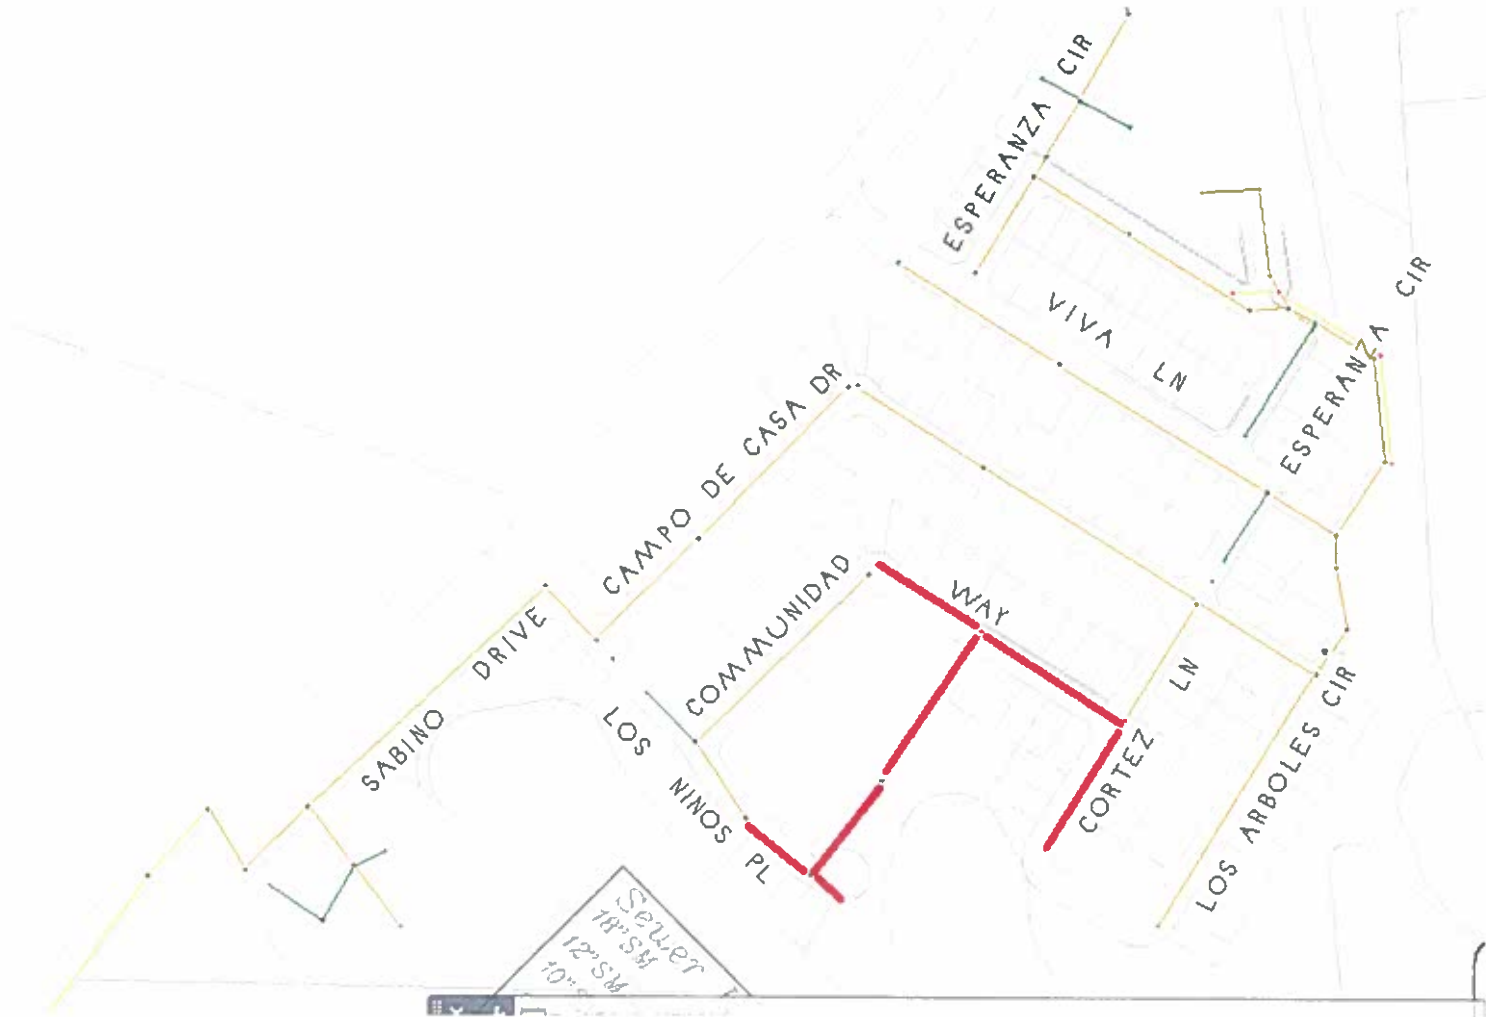 ESPERANZA CIR
VIVA LN
ESPERANZA CIR
CAMPO DE CASA DR
COMMUNIDAD WAY
SABINO DRIVE
LOS NINOS PL
CORTEZ LN
LOS ARBOLES CIR
Sewer
18" SM
12" SM
10"